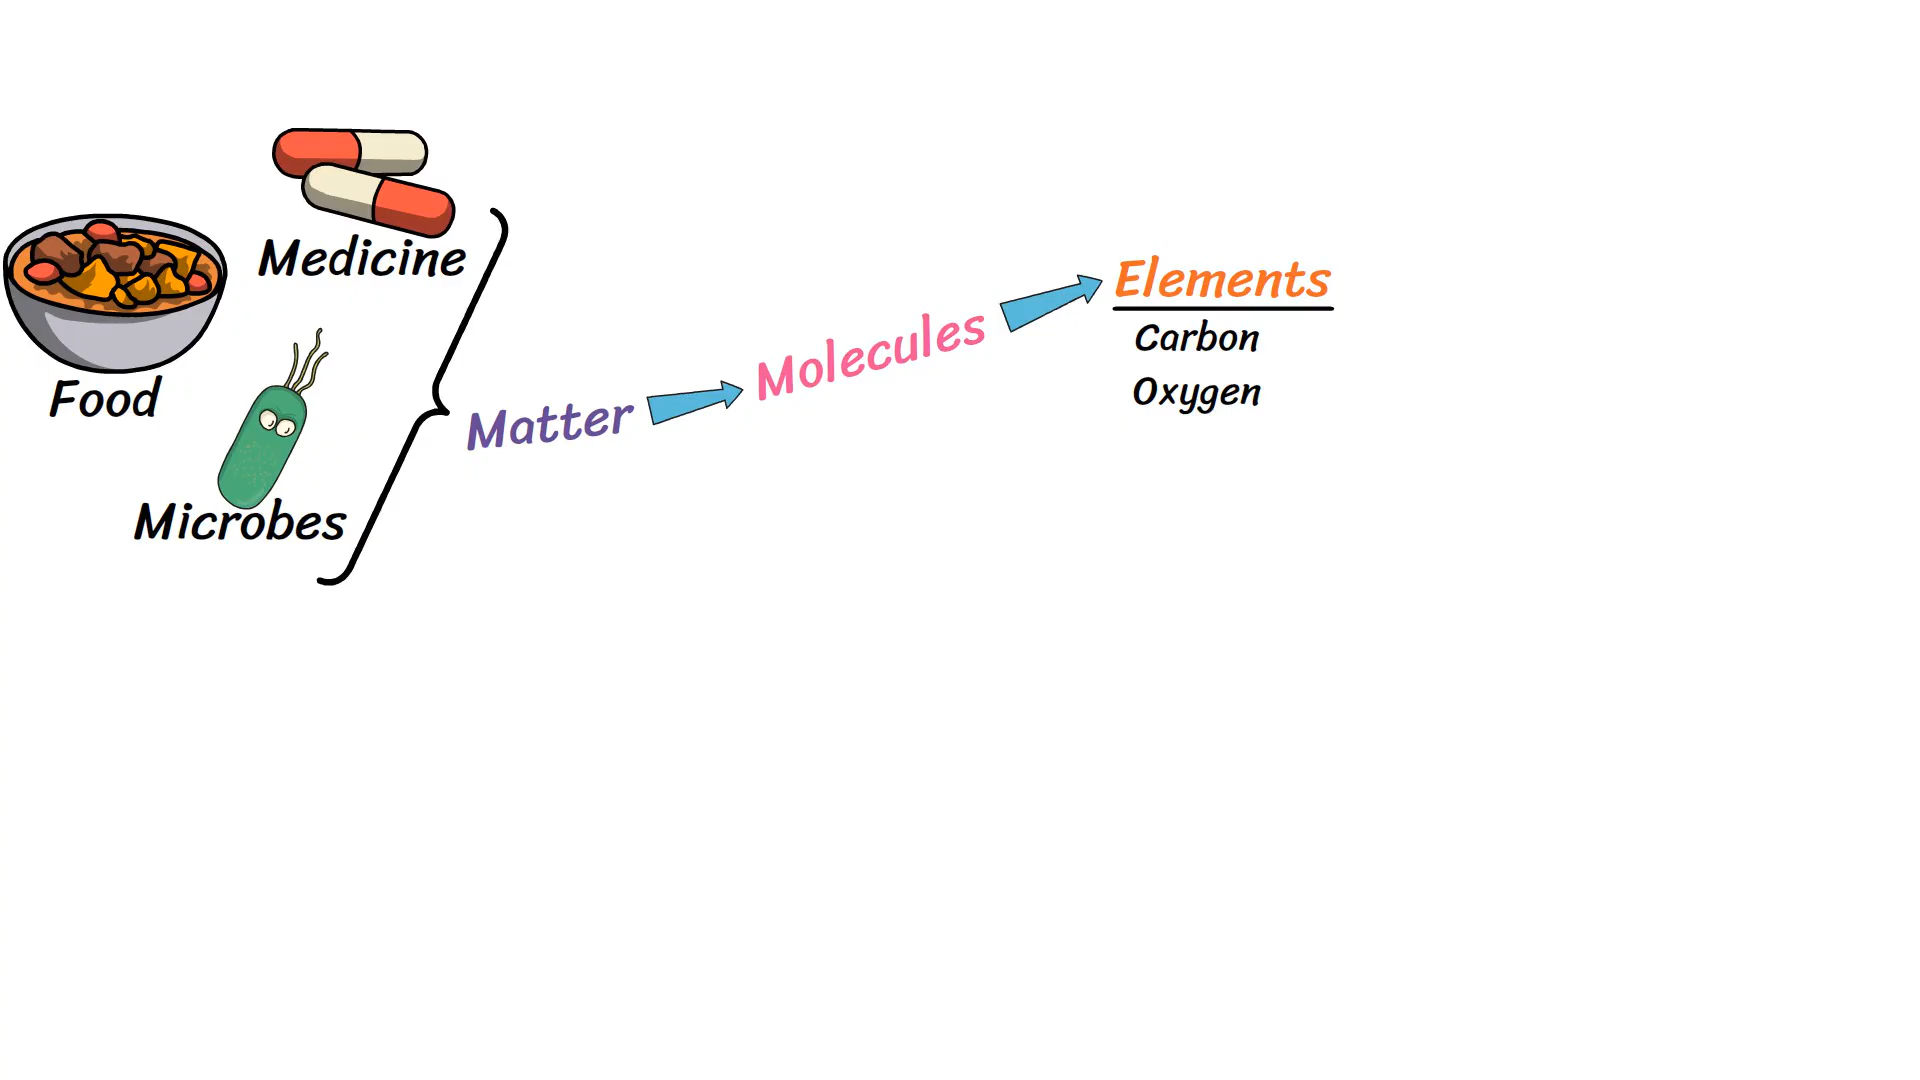 Medicine
Food
Microbes
Matter
Molecules
Elements
Carbon
Oxygen